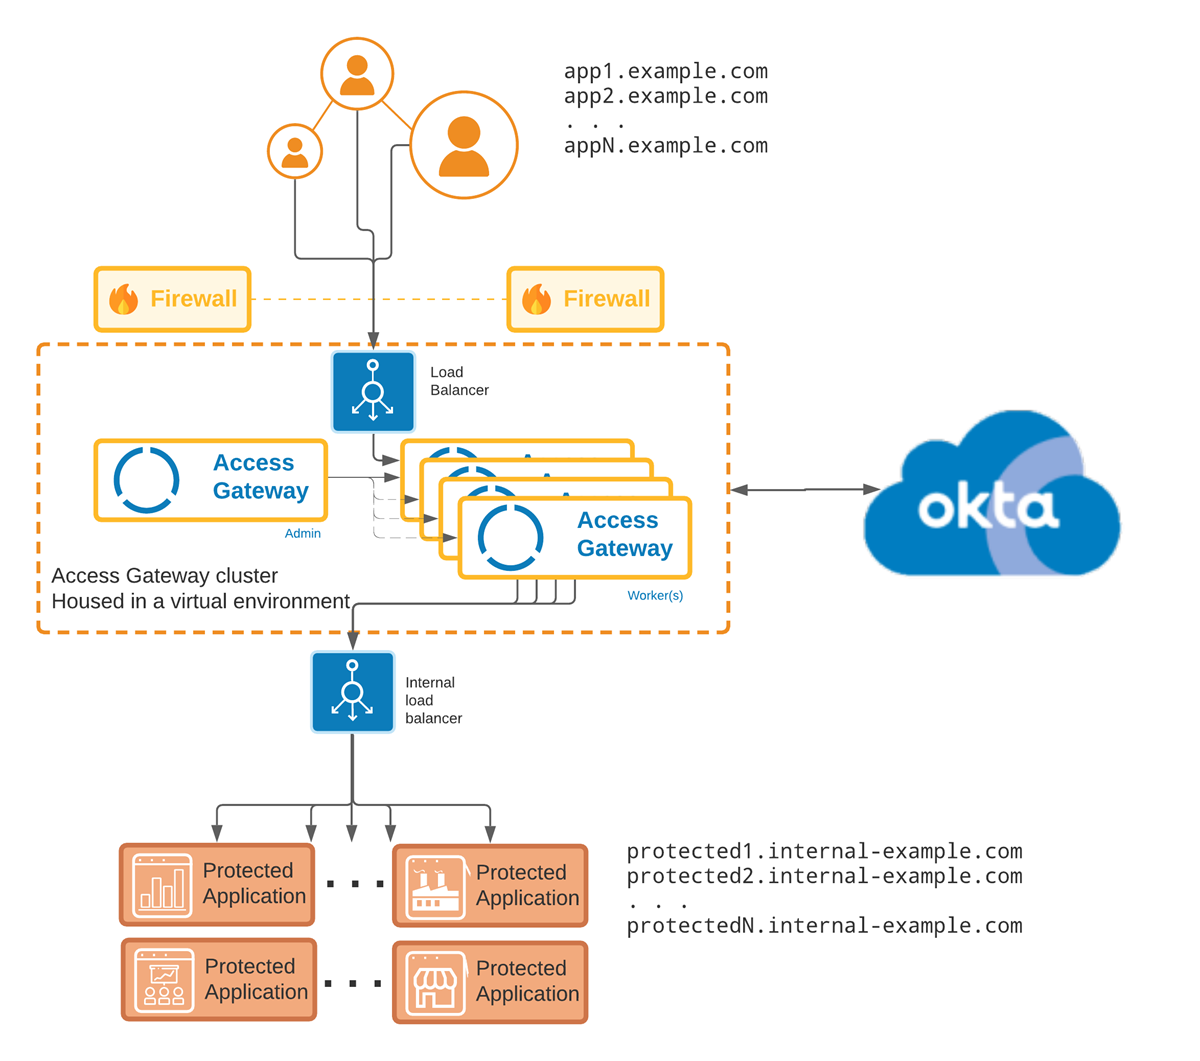 app1.example.com
app2.example.com
. . .
appN.example.com
Firewall
Firewall
Load
Balancer
Access
Gateway
Admin
Access
Gateway
Worker(s)
Access Gateway cluster
Housed in a virtual environment
okta
Internal
load
balancer
Protected
Application
. . .
Protected
Application
protected1.internal-example.com
protected2.internal-example.com
. . .
protectedN.internal-example.com
Protected
Application
. . .
Protected
Application